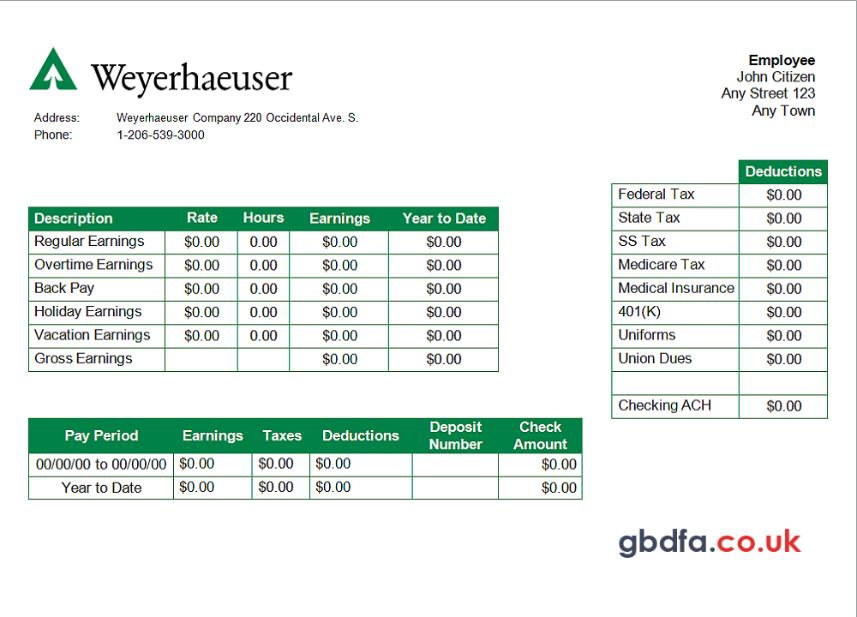 Weyerhaeuser
Address: Weyerhaeuser Company 220 Occidental Ave. S.
Phone: 1-206-539-3000
Employee
John Citizen
Any Street 123
Any Town
Description Rate Hours Earnings Year to Date
Regular Earnings $0.00 0.00 $0.00 $0.00
Overtime Earnings $0.00 0.00 $0.00 $0.00
Back Pay $0.00 0.00 $0.00 $0.00
Holiday Earnings $0.00 0.00 $0.00 $0.00
Vacation Earnings $0.00 0.00 $0.00 $0.00
Gross Earnings $0.00 $0.00
Deductions
Federal Tax $0.00
State Tax $0.00
SS Tax $0.00
Medicare Tax $0.00
Medical Insurance $0.00
401(K) $0.00
Uniforms $0.00
Union Dues $0.00
Checking ACH $0.00
Pay Period Earnings Taxes Deductions Deposit Number Check Amount
00/00/00 to 00/00/00 $0.00 $0.00 $0.00 $0.00
Year to Date $0.00 $0.00 $0.00 $0.00
gbdfa.co.uk